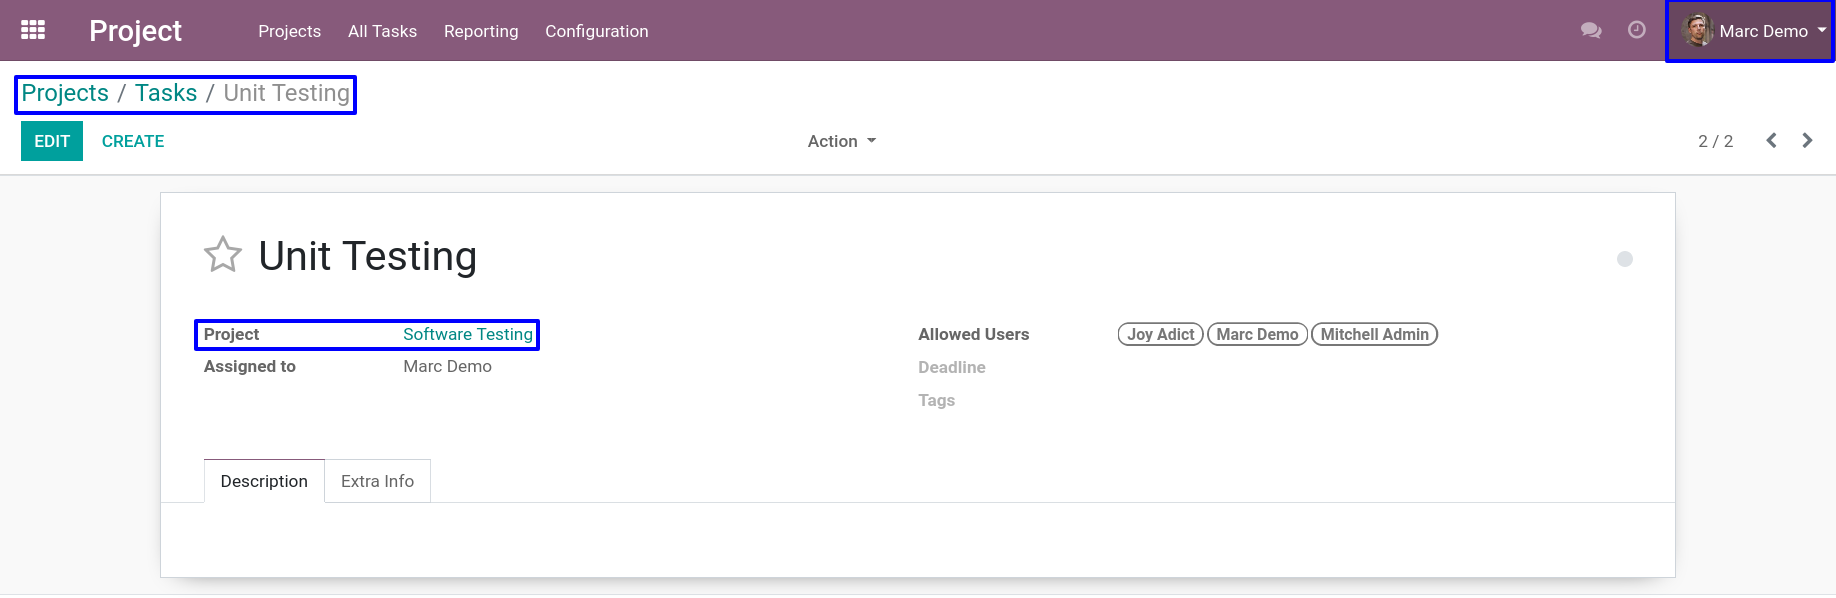 Project Projects All Tasks Reporting Configuration Marc Demo
Projects / Tasks / Unit Testing
EDIT CREATE Action 2 / 2
Unit Testing
Project Software Testing Allowed Users Joy Adict Marc Demo Mitchell Admin
Assigned to Marc Demo Deadline
Tags
Description Extra Info